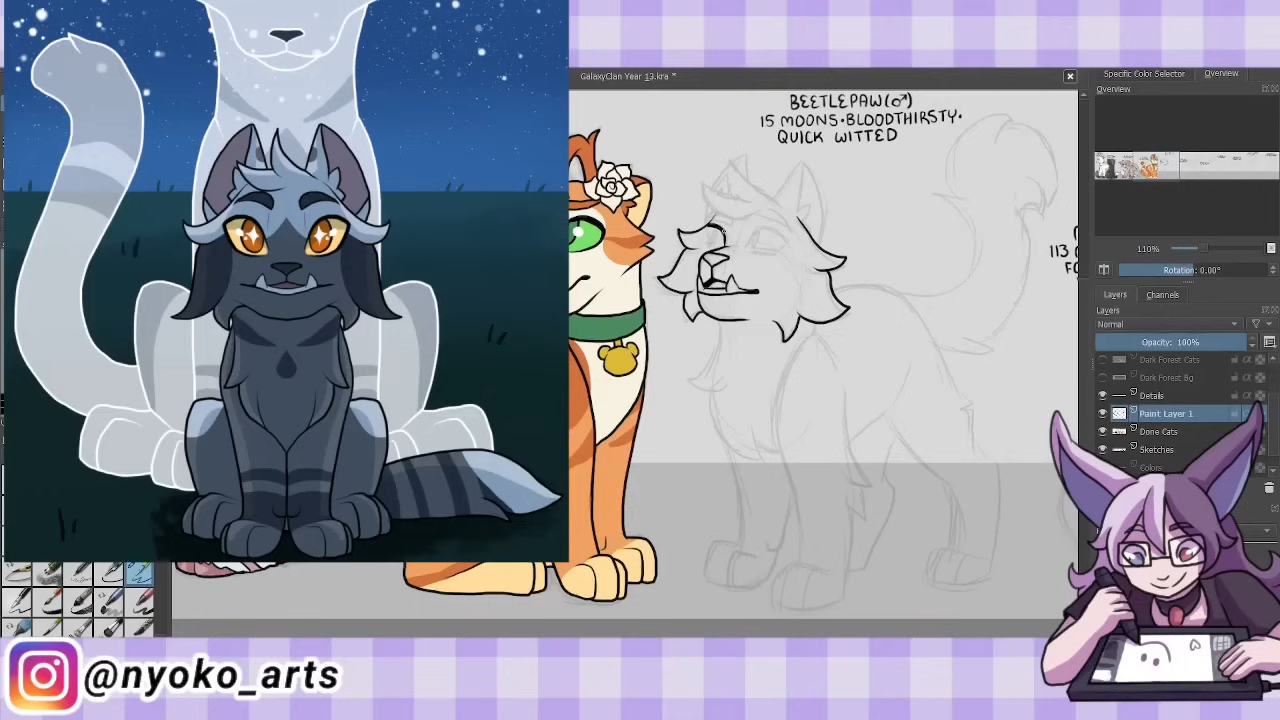 GalaxyClan Year 13.kra *
Specific Color Selector
Overview
Overview
BEETLEPAW(♂)
15 MOONS•BLOODTHIRSTY•
QUICK WITTED
113
110%
Rotation: 0.00°
Layers
Channels
Layers
Normal
Opacity: 100%
Dark Forest Cats
Dark Forest Bg
Details
Paint Layer 1
Done Cats
Sketches
Colors
@nyoko_arts